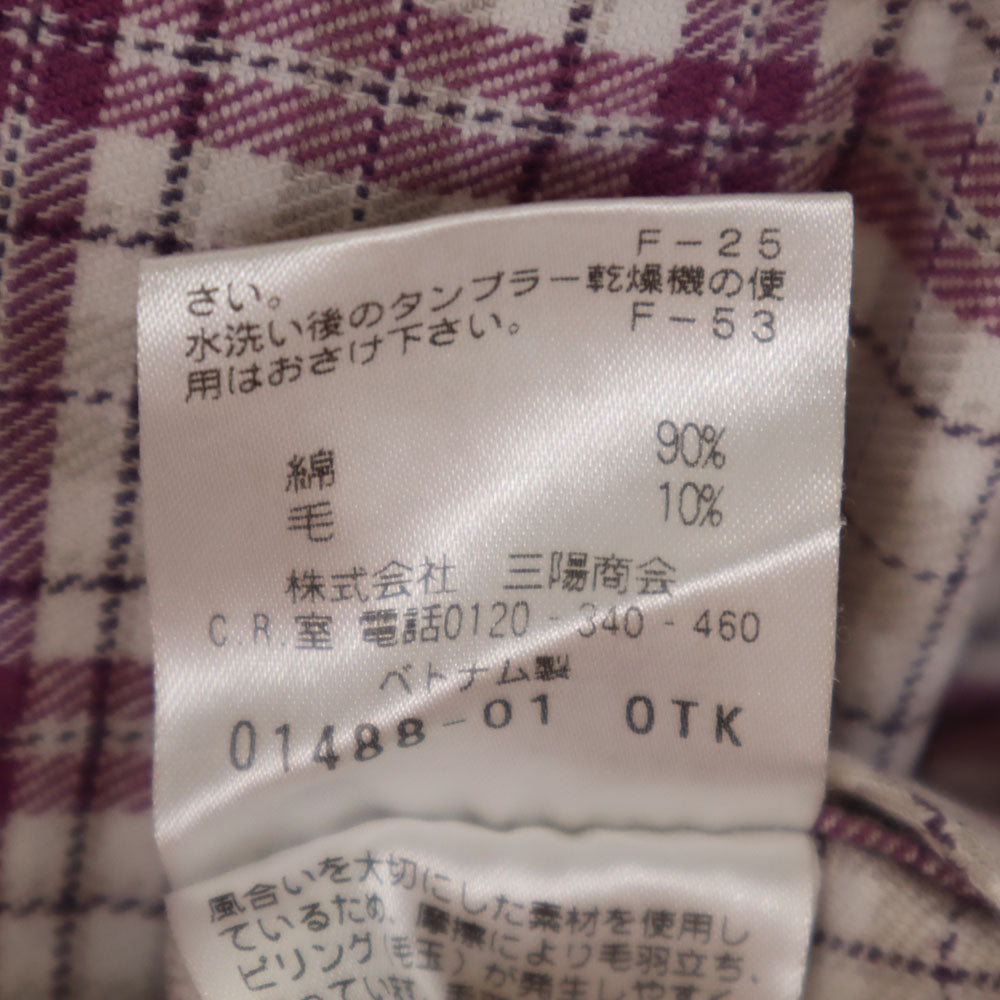 F-25
さい。
水洗い後のタンブラー乾燥機の使
用はおさけ下さい。 F-53
綿 90%
毛 10%
株式会社 三陽商会
C.R.室 電話0120-340-460
ベトナム製
01488-01 OTK
風合いを大切にした素材を使用し
ているため、摩擦により毛羽立ち、
ピリング(毛玉)が発生しやすく